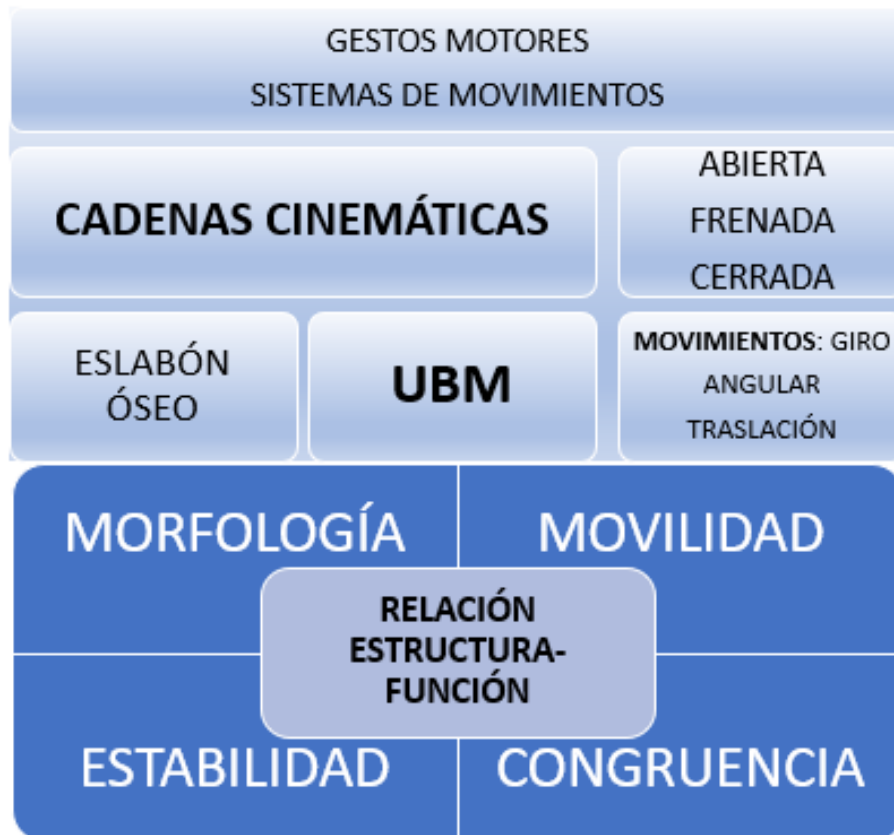 GESTOS MOTORES
SISTEMAS DE MOVIMIENTOS
CADENAS CINEMÁTICAS
ABIERTA
FRENADA
CERRADA
ESLABÓN
ÓSEO
UBM
MOVIMIENTOS: GIRO
ANGULAR
TRASLACIÓN
MORFOLOGÍA
MOVILIDAD
RELACIÓN
ESTRUCTURA-
FUNCIÓN
ESTABILIDAD
CONGRUENCIA